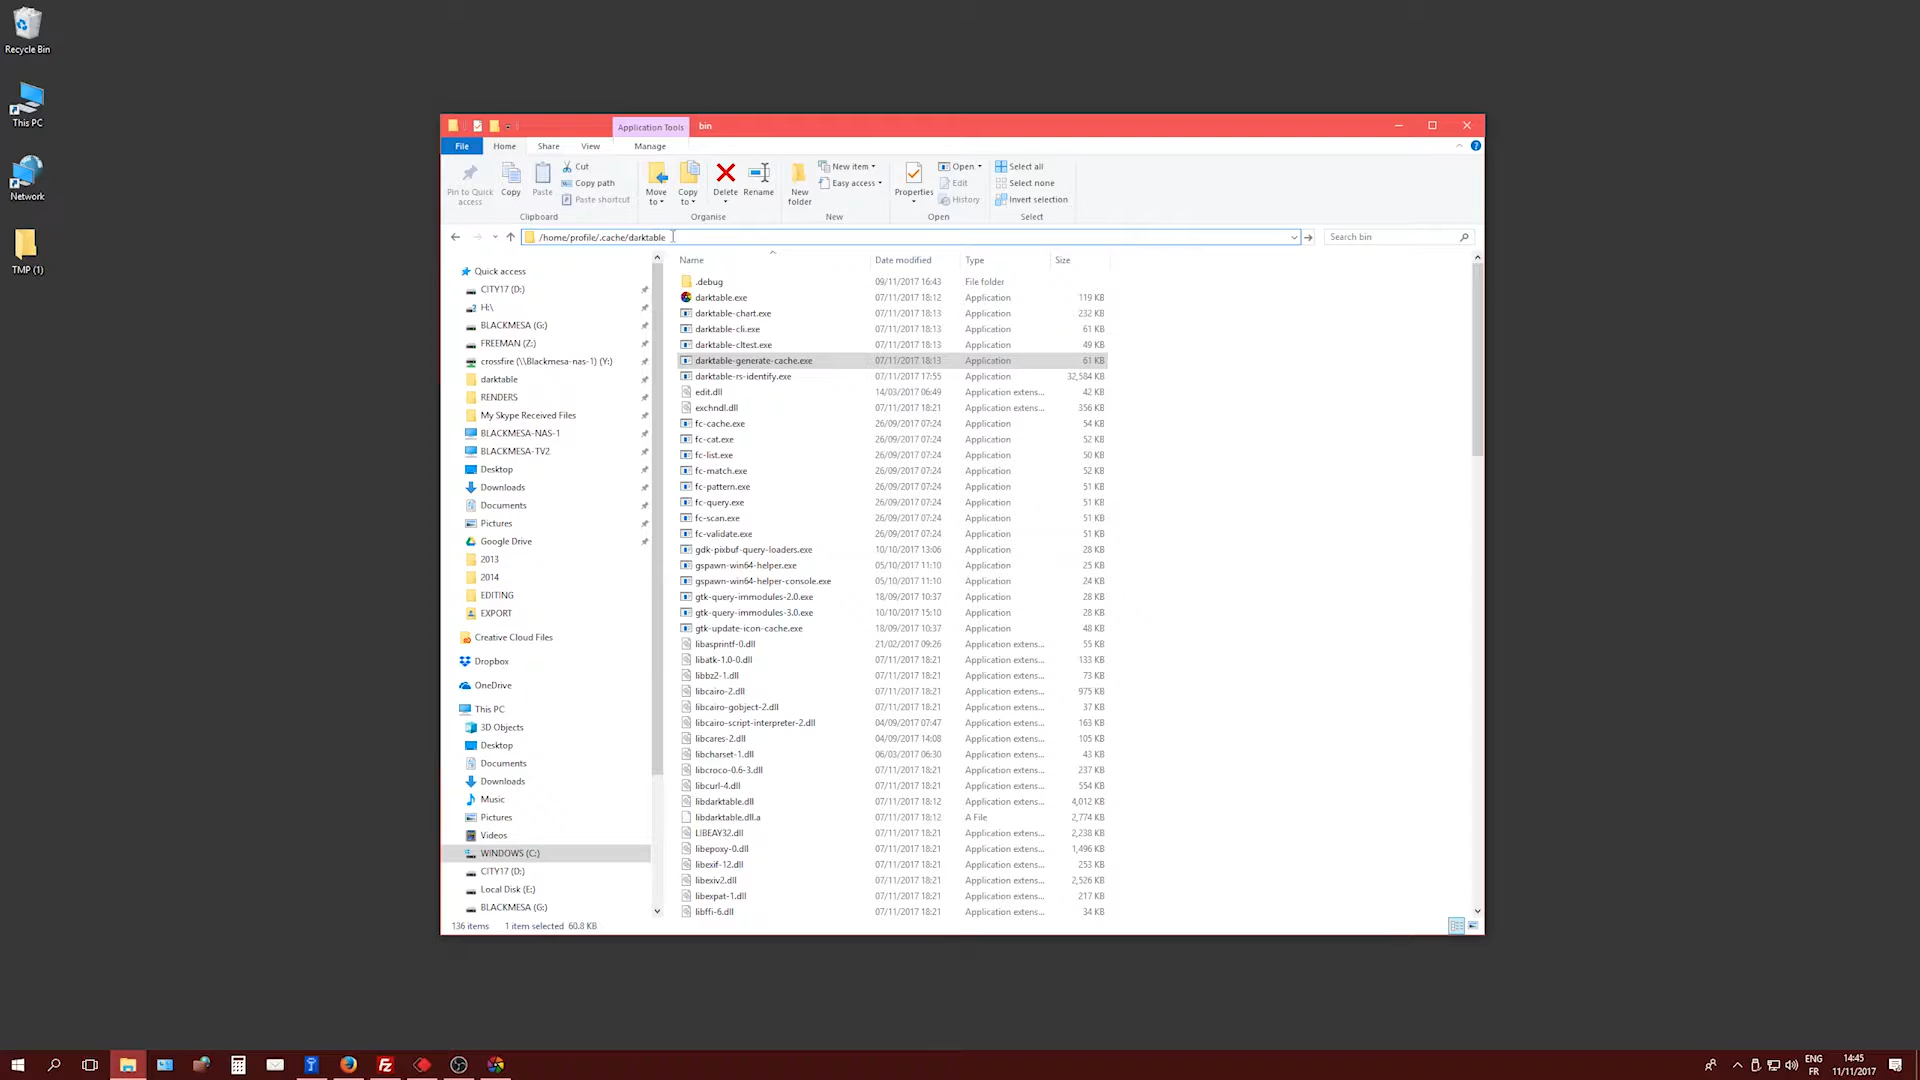 Recycle Bin
This PC
Network
TMP (1)
Application Tools
bin
File
Home
Share
View
Manage
Pin to Quick access
Copy
Paste
Cut
Copy path
Paste shortcut
Clipboard
Move to
Copy to
Delete
Rename
Organise
New folder
New item
Easy access
New
Properties
Open
Edit
History
Open
Select all
Select none
Invert selection
Select
/home/profile/.cache/darktable
Search bin
Quick access
CITY17 (D:)
H:\
BLACKMESA (G:)
FREEMAN (Z:)
crossfire (\\Blackmesa-nas-1) (Y:)
darktable
RENDERS
My Skype Received Files
BLACKMESA-NAS-1
BLACKMESA-TV2
Desktop
Downloads
Documents
Pictures
Google Drive
2013
2014
EDITING
EXPORT
Creative Cloud Files
Dropbox
OneDrive
This PC
3D Objects
Desktop
Documents
Downloads
Music
Pictures
Videos
WINDOWS (C:)
CITY17 (D:)
Local Disk (E:)
BLACKMESA (G:)
Name Date modified Type Size
.debug 09/11/2017 16:43 File folder
darktable.exe 07/11/2017 18:12 Application 119 KB
darktable-chart.exe 07/11/2017 18:13 Application 232 KB
darktable-cli.exe 07/11/2017 18:13 Application 61 KB
darktable-cltest.exe 07/11/2017 18:13 Application 49 KB
darktable-generate-cache.exe 07/11/2017 18:13 Application 61 KB
darktable-rs-identify.exe 07/11/2017 17:55 Application 32,584 KB
edit.dll 14/03/2017 06:49 Application extens... 42 KB
exchndl.dll 07/11/2017 18:21 Application extens... 356 KB
fc-cache.exe 26/09/2017 07:24 Application 54 KB
fc-cat.exe 26/09/2017 07:24 Application 52 KB
fc-list.exe 26/09/2017 07:24 Application 50 KB
fc-match.exe 26/09/2017 07:24 Application 52 KB
fc-pattern.exe 26/09/2017 07:24 Application 51 KB
fc-query.exe 26/09/2017 07:24 Application 51 KB
fc-scan.exe 26/09/2017 07:24 Application 51 KB
fc-validate.exe 26/09/2017 07:24 Application 51 KB
gdk-pixbuf-query-loaders.exe 10/10/2017 13:06 Application 28 KB
gspawn-win64-helper.exe 05/10/2017 11:10 Application 25 KB
gspawn-win64-helper-console.exe 05/10/2017 11:10 Application 24 KB
gtk-query-immodules-2.0.exe 18/09/2017 10:37 Application 28 KB
gtk-query-immodules-3.0.exe 10/10/2017 15:10 Application 28 KB
gtk-update-icon-cache.exe 18/09/2017 10:37 Application 48 KB
libasprintf-0.dll 21/02/2017 09:26 Application extens... 55 KB
libatk-1.0-0.dll 07/11/2017 18:21 Application extens... 133 KB
libbz2-1.dll 07/11/2017 18:21 Application extens... 73 KB
libcairo-2.dll 07/11/2017 18:21 Application extens... 975 KB
libcairo-gobject-2.dll 07/11/2017 18:21 Application extens... 37 KB
libcairo-script-interpreter-2.dll 04/09/2017 07:47 Application extens... 163 KB
libcares-2.dll 04/09/2017 14:08 Application extens... 105 KB
libcharset-1.dll 06/03/2017 06:30 Application extens... 43 KB
libcroco-0.6-3.dll 07/11/2017 18:21 Application extens... 237 KB
libcurl-4.dll 07/11/2017 18:21 Application extens... 554 KB
libdarktable.dll 07/11/2017 18:12 Application extens... 4,012 KB
libdarktable.dll.a 07/11/2017 18:12 A File 2,774 KB
LIBEAY32.dll 07/11/2017 18:21 Application extens... 2,238 KB
libepoxy-0.dll 07/11/2017 18:21 Application extens... 1,496 KB
libexif-12.dll 07/11/2017 18:21 Application extens... 253 KB
libexiv2.dll 07/11/2017 18:21 Application extens... 2,526 KB
libexpat-1.dll 07/11/2017 18:21 Application extens... 217 KB
libffi-6.dll 07/11/2017 18:21 Application extens... 34 KB
136 items 1 item selected 60.8 KB
ENG
FR
14:45
11/11/2017